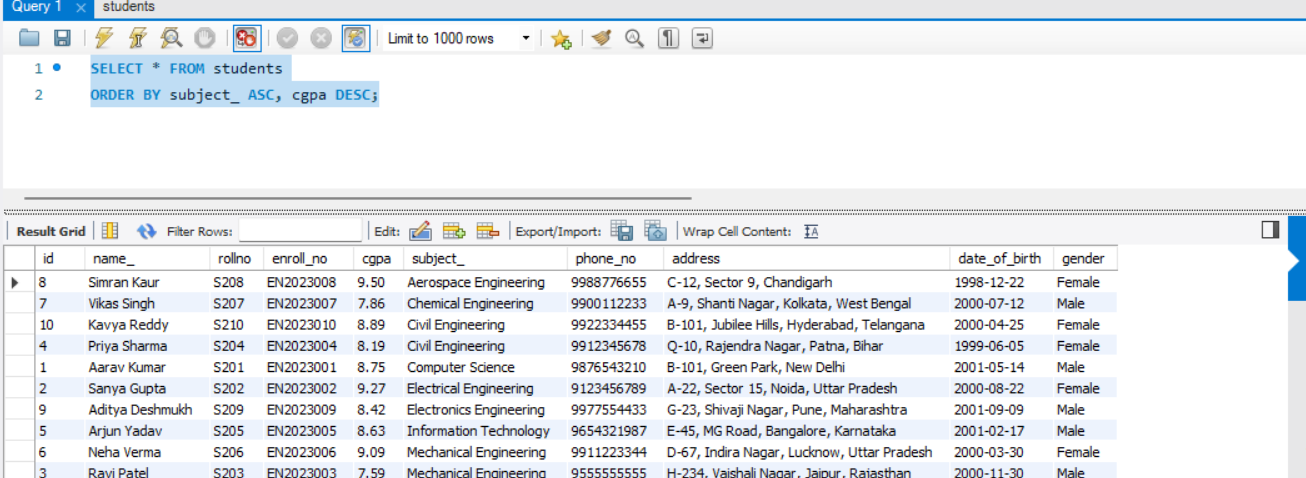 Query 1 × students
Limit to 1000 rows
1 SELECT * FROM students
2 ORDER BY subject_ ASC, cgpa DESC;
Result Grid Filter Rows: Edit: Export/Import: Wrap Cell Content:
id name_ rollno enroll_no cgpa subject_ phone_no address date_of_birth gender
8 Simran Kaur S208 EN2023008 9.50 Aerospace Engineering 9988776655 C-12, Sector 9, Chandigarh 1998-12-22 Female
7 Vikas Singh S207 EN2023007 7.86 Chemical Engineering 9900112233 A-9, Shanti Nagar, Kolkata, West Bengal 2000-07-12 Male
10 Kavya Reddy S210 EN2023010 8.89 Civil Engineering 9922334455 B-101, Jubilee Hills, Hyderabad, Telangana 2000-04-25 Female
4 Priya Sharma S204 EN2023004 8.19 Civil Engineering 9912345678 Q-10, Rajendra Nagar, Patna, Bihar 1999-06-05 Female
1 Aarav Kumar S201 EN2023001 8.75 Computer Science 9876543210 B-101, Green Park, New Delhi 2001-05-14 Male
2 Sanya Gupta S202 EN2023002 9.27 Electrical Engineering 9123456789 A-22, Sector 15, Noida, Uttar Pradesh 2000-08-22 Female
9 Aditya Deshmukh S209 EN2023009 8.42 Electronics Engineering 9977554433 G-23, Shivaji Nagar, Pune, Maharashtra 2001-09-09 Male
5 Arjun Yadav S205 EN2023005 8.63 Information Technology 9654321987 E-45, MG Road, Bangalore, Karnataka 2001-02-17 Male
6 Neha Verma S206 EN2023006 9.09 Mechanical Engineering 9911223344 D-67, Indira Nagar, Lucknow, Uttar Pradesh 2000-03-30 Female
3 Ravi Patel S203 EN2023003 7.59 Mechanical Engineering 9555555555 H-234, Vaishali Nagar, Jaipur, Rajasthan 2000-11-30 Male